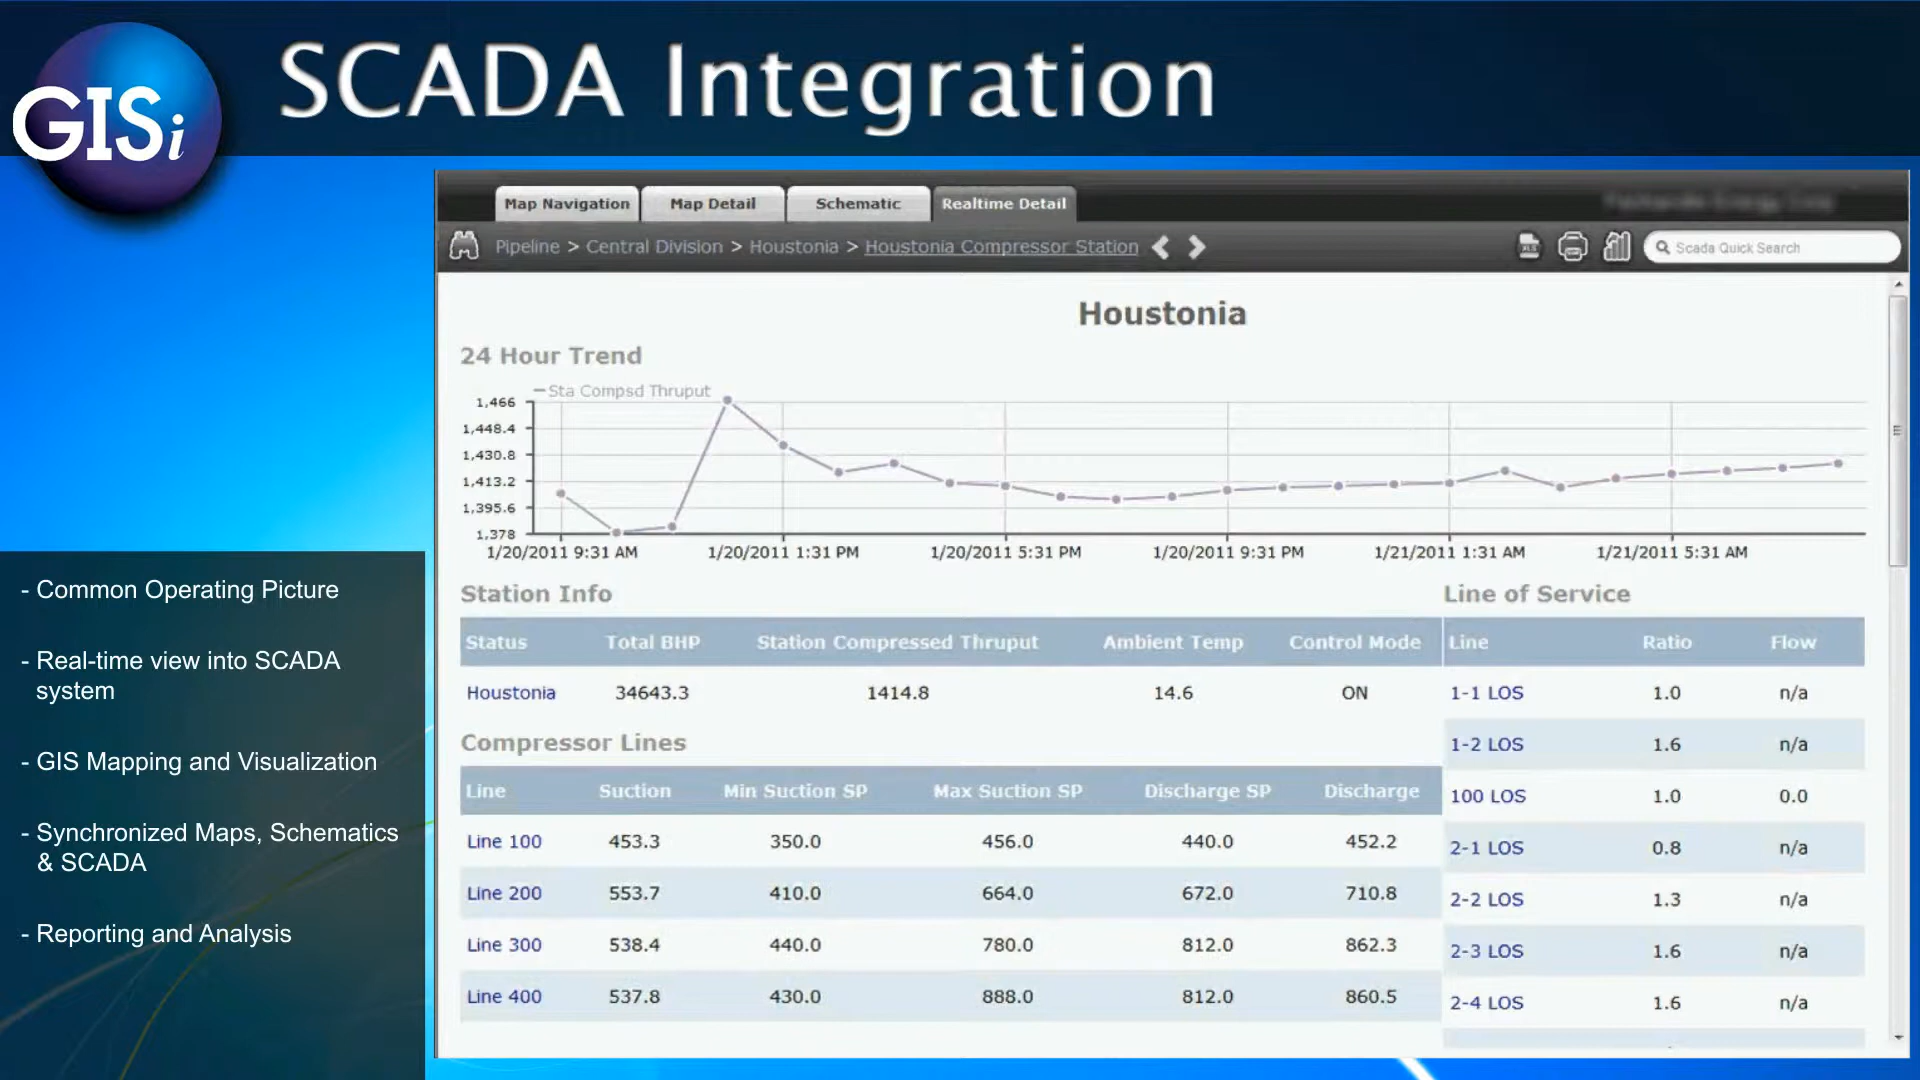 GISi
SCADA Integration
Map Navigation
Map Detail
Schematic
Realtime Detail
Pipeline > Central Division > Houstonia > Houstonia Compressor Station
XLS
Scada Quick Search
Houstonia
24 Hour Trend
Sta Compsd Thruput
1,466
1,448.4
1,430.8
1,413.2
1,395.6
1,378
1/20/2011 9:31 AM 1/20/2011 1:31 PM 1/20/2011 5:31 PM 1/20/2011 9:31 PM 1/21/2011 1:31 AM 1/21/2011 5:31 AM
Station Info
Status Total BHP Station Compressed Thruput Ambient Temp Control Mode
Houstonia 34643.3 1414.8 14.6 ON
Compressor Lines
Line Suction Min Suction SP Max Suction SP Discharge SP Discharge
Line 100 453.3 350.0 456.0 440.0 452.2
Line 200 553.7 410.0 664.0 672.0 710.8
Line 300 538.4 440.0 780.0 812.0 862.3
Line 400 537.8 430.0 888.0 812.0 860.5
Line of Service
Line Ratio Flow
1-1 LOS 1.0 n/a
1-2 LOS 1.6 n/a
100 LOS 1.0 0.0
2-1 LOS 0.8 n/a
2-2 LOS 1.3 n/a
2-3 LOS 1.6 n/a
2-4 LOS 1.6 n/a
- Common Operating Picture
- Real-time view into SCADA
system
- GIS Mapping and Visualization
- Synchronized Maps, Schematics
& SCADA
- Reporting and Analysis